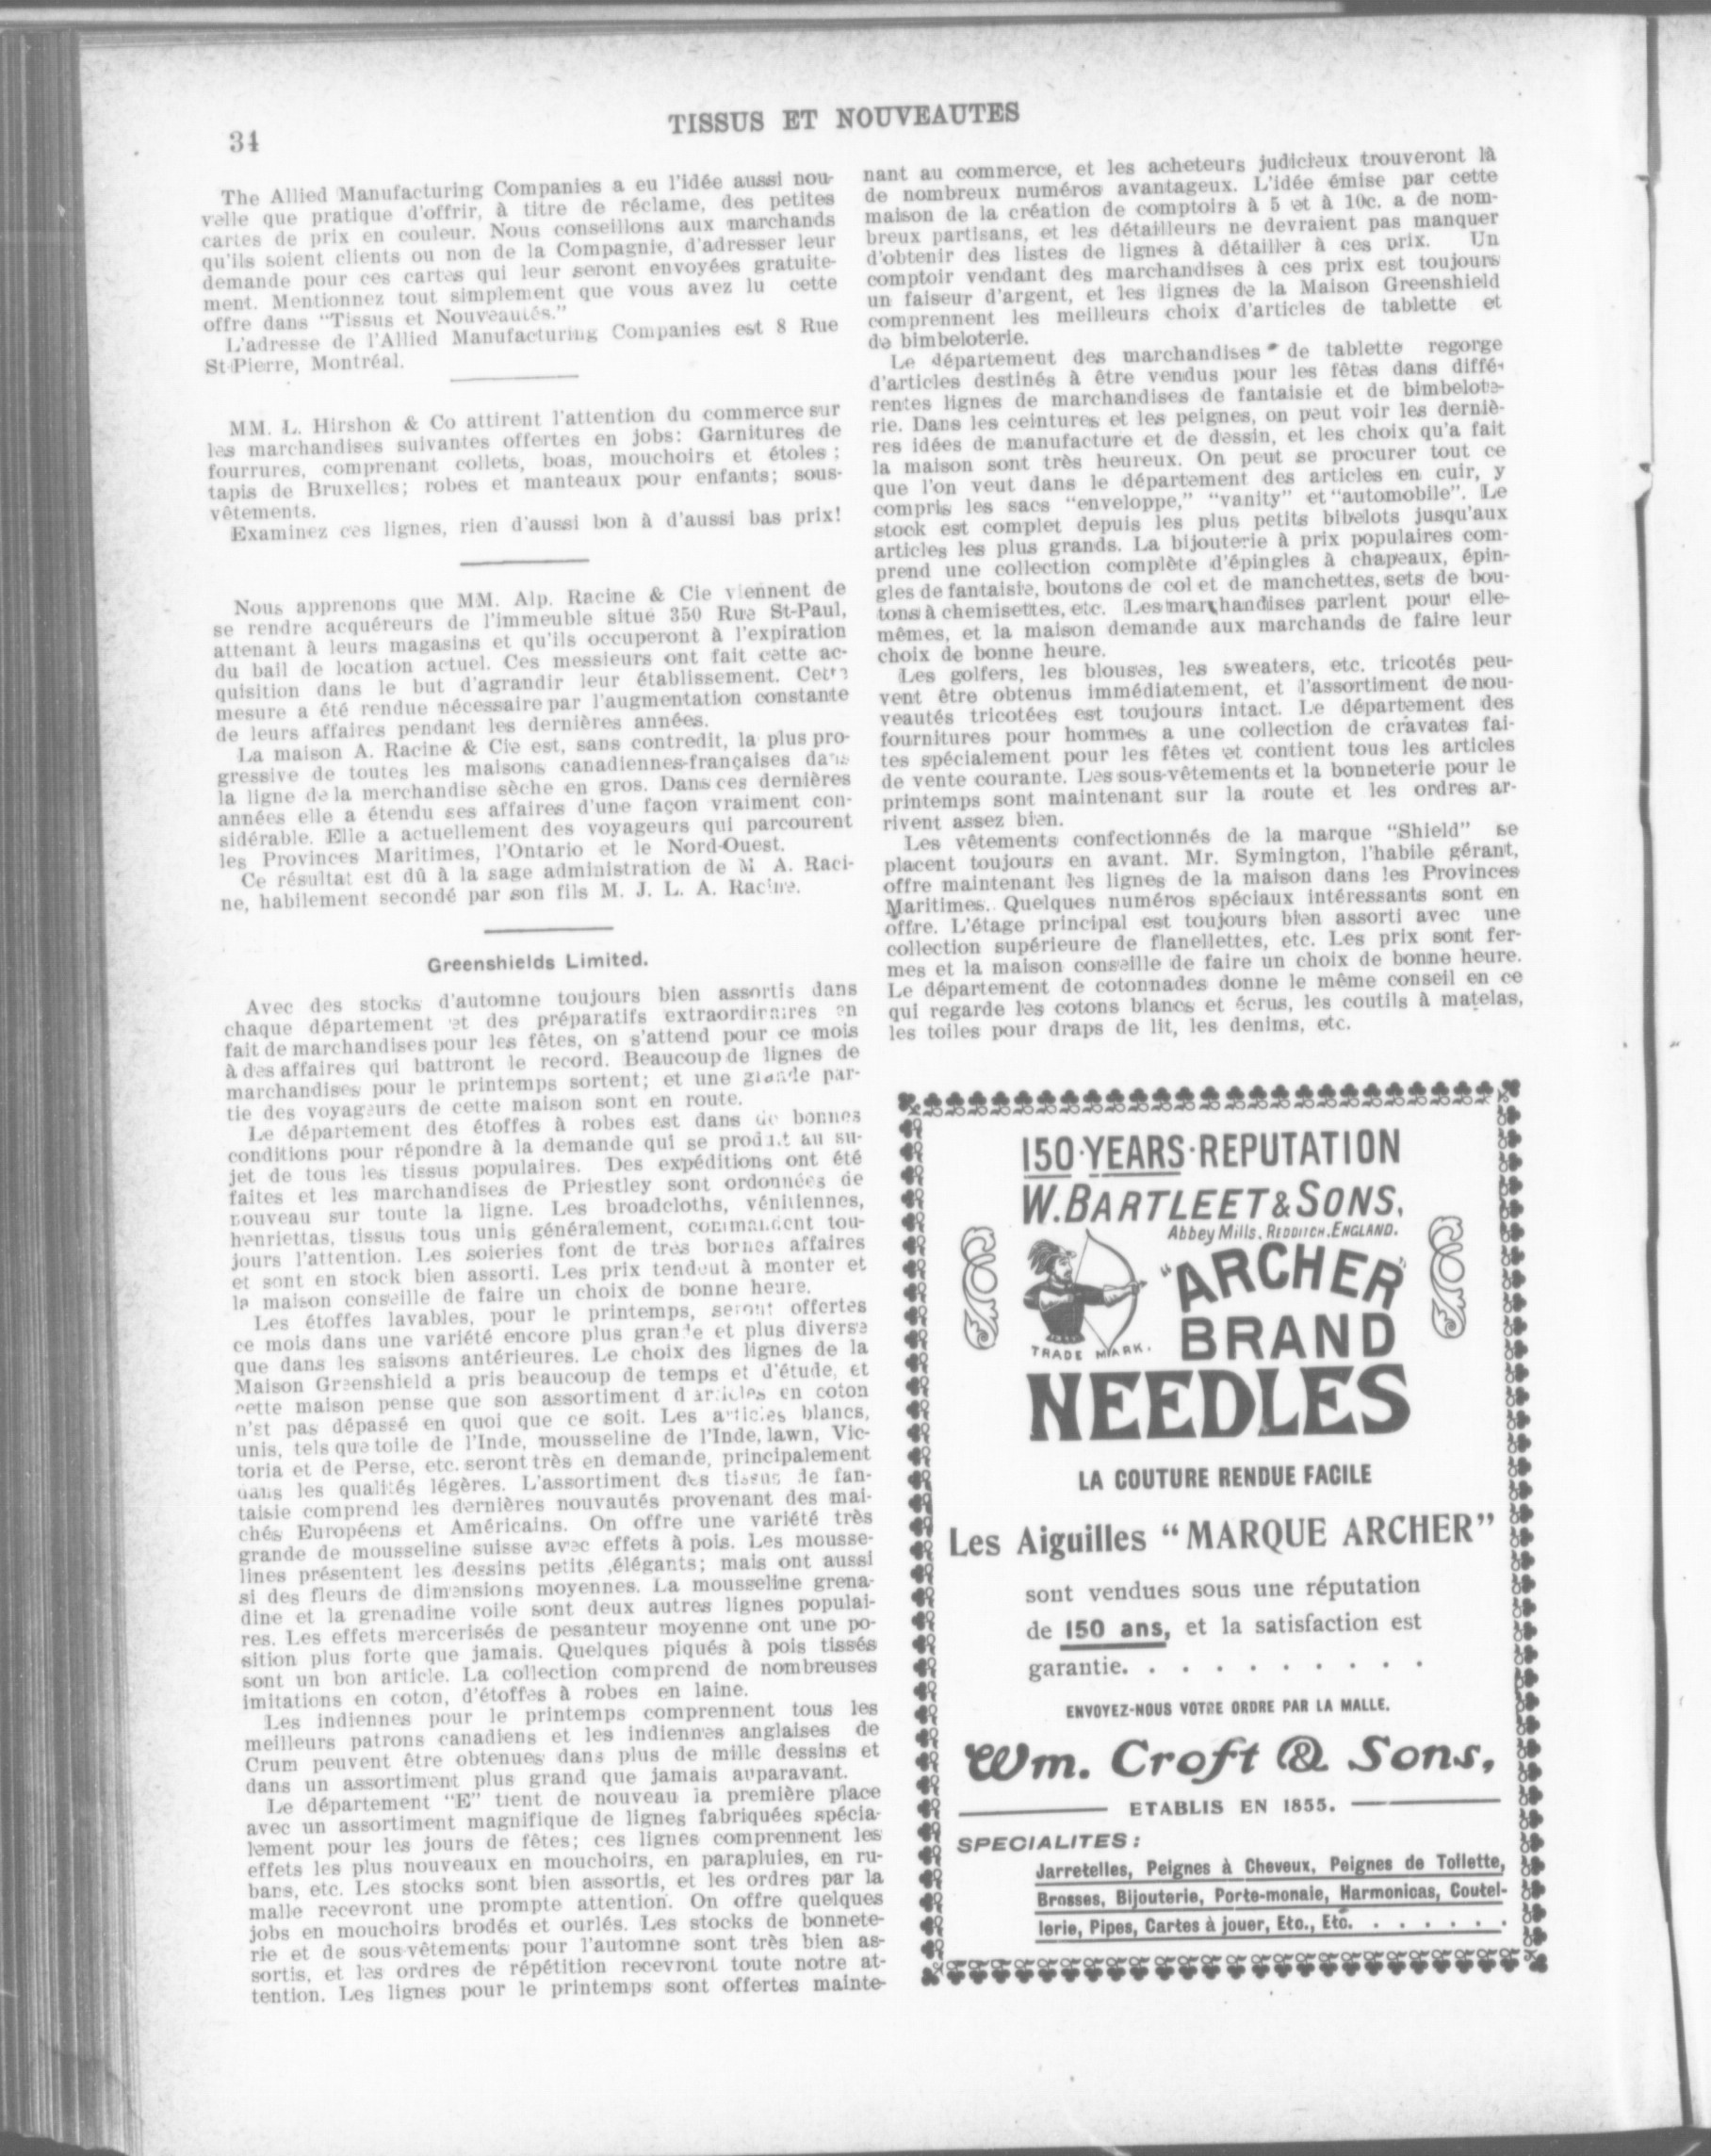 34
TISSUS ET NOUVEAUTES
The Allied Manufacturing Companies a eu l'idée aussi nou-
velle que pratique d'offrir, à titre de réclame, des petites
cartes de prix en couleur. Nous conseillons aux marchands
qu'ils soient clients ou non de la Compagnie, d'adresser leur
demande pour ces cartes qui leur seront envoyées gratuite-
ment. Mentionnez tout simplement que vous avez lu cette
offre dans "Tissus et Nouveautés."
L'adresse de l'Allied Manufacturing Companies est 8 Rue
St-Pierre, Montréal.
MM. L. Hirshon & Co attirent l'attention du commerce sur
les marchandises suivantes offertes en jobs: Garnitures de
fourrures, comprenant collets, boas, mouchoirs et étoles ;
tapis de Bruxelles; robes et manteaux pour enfants; sous-
vêtements.
Examinez ces lignes, rien d'aussi bon à d'aussi bas prix!
Nous apprenons que MM. Alp. Racine & Cie viennent de
se rendre acquéreurs de l'immeuble situé 350 Rue St-Paul,
attenant à leurs magasins et qu'ils occuperont à l'expiration
du bail de location actuel. Ces messieurs ont fait cette ac-
quisition dans le but d'agrandir leur établissement. Cette
mesure a été rendue nécessaire par l'augmentation constante
de leurs affaires pendant les dernières années.
La maison A. Racine & Cie est, sans contredit, la plus pro-
gressive de toutes les maisons canadiennes-françaises dans
la ligne de la merchandise sèche en gros. Dans ces dernières
années elle a étendu ses affaires d'une façon vraiment con-
sidérable. Elle a actuellement des voyageurs qui parcourent
les Provinces Maritimes, l'Ontario et le Nord-Ouest.
Ce résultat est dû à la sage administration de M A. Raci-
ne, habilement secondé par son fils M. J. L. A. Racine.
Greenshields Limited.
Avec des stocks d'automne toujours bien assortis dans
chaque département et des préparatifs extraordinaires en
fait de marchandises pour les fêtes, on s'attend pour ce mois
à des affaires qui battront le record. Beaucoup de lignes de
marchandises pour le printemps sortent; et une grande par-
tie des voyageurs de cette maison sont en route.
Le département des étoffes à robes est dans de bonnes
conditions pour répondre à la demande qui se produit au su-
jet de tous les tissus populaires. Des expéditions ont été
faites et les marchandises de Priestley sont ordonnées de
nouveau sur toute la ligne. Les broadcloths, vénitiennes,
henriettas, tissus tous unis généralement, commandent tou-
jours l'attention. Les soieries font de très bonnes affaires
et sont en stock bien assorti. Les prix tendent à monter et
la maison conseille de faire un choix de bonne heure.
Les étoffes lavables, pour le printemps, seront offertes
ce mois dans une variété encore plus grande et plus diverse
que dans les saisons antérieures. Le choix des lignes de la
Maison Greenshield a pris beaucoup de temps et d'étude, et
cette maison pense que son assortiment d'articles en coton
n'st pas dépassé en quoi que ce soit. Les articles blancs,
unis, tels que toile de l'Inde, mousseline de l'Inde, lawn, Vic-
toria et de Perse, etc. seront très en demande, principalement
dans les qualités légères. L'assortiment des tissus de fan-
taisie comprend les dernières nouvautés provenant des mai-
chés Européens et Américains. On offre une variété très
grande de mousseline suisse avec effets à pois. Les mousse-
lines présentent les dessins petits ,élégants; mais ont aussi
si des fleurs de dimensions moyennes. La mousseline grena-
dine et la grenadine voile sont deux autres lignes populai-
res. Les effets mercerisés de pesanteur moyenne ont une po-
sition plus forte que jamais. Quelques piqués à pois tissés
sont un bon article. La collection comprend de nombreuses
imitations en coton, d'étoffes à robes en laine.
Les indiennes pour le printemps comprennent tous les
meilleurs patrons canadiens et les indiennes anglaises de
Crum peuvent être obtenues dans plus de mille dessins et
dans un assortiment plus grand que jamais auparavant.
Le département "E" tient de nouveau la première place
avec un assortiment magnifique de lignes fabriquées spécia-
lement pour les jours de fêtes; ces lignes comprennent les
effets les plus nouveaux en mouchoirs, en parapluies, en ru-
bans, etc. Les stocks sont bien assortis, et les ordres par la
malle recevront une prompte attention. On offre quelques
jobs en mouchoirs brodés et ourlés. Les stocks de bonnete-
rie et de sous-vêtements pour l'automne sont très bien as-
sortis, et les ordres de répétition recevront toute notre at-
tention. Les lignes pour le printemps sont offertes mainte-
nant au commerce, et les acheteurs judicieux trouveront là
de nombreux numéros avantageux. L'idée émise par cette
maison de la création de comptoirs à 5 et à 10c. a de nom-
breux partisans, et les détailleurs ne devraient pas manquer
d'obtenir des listes de lignes à détailler à ces prix. Un
comptoir vendant des marchandises à ces prix est toujours
un faiseur d'argent, et les lignes de la Maison Greenshield
comprennent les meilleurs choix d'articles de tablette et
de bimbeloterie.
Le département des marchandises de tablette regorge
d'articles destinés à être vendus pour les fêtes dans diffé-
rentes lignes de marchandises de fantaisie et de bimbelote-
rie. Dans les ceintures et les peignes, on peut voir les derniè-
res idées de manufacture et de dessin, et les choix qu'a fait
la maison sont très heureux. On peut se procurer tout ce
que l'on veut dans le département des articles en cuir, y
compris les sacs "enveloppe," "vanity" et "automobile". Le
stock est complet depuis les plus petits bibelots jusqu'aux
articles les plus grands. La bijouterie à prix populaires com-
prend une collection complète d'épingles à chapeaux, épin-
gles de fantaisie, boutons de col et de manchettes, sets de bou-
tons à chemisettes, etc. Les marchandises parlent pour elle-
mêmes, et la maison demande aux marchands de faire leur
choix de bonne heure.
Les golfers, les blouses, les sweaters, etc. tricotés peu-
vent être obtenus immédiatement, et l'assortiment de nou-
veautés tricotées est toujours intact. Le département des
fournitures pour hommes a une collection de cravates fai-
tes spécialement pour les fêtes et contient tous les articles
de vente courante. Les sous-vêtements et la bonneterie pour le
printemps sont maintenant sur la route et les ordres ar-
rivent assez bien.
Les vêtements confectionnés de la marque "Shield" se
placent toujours en avant. Mr. Symington, l'habile gérant,
offre maintenant les lignes de la maison dans les Provinces
Maritimes. Quelques numéros spéciaux intéressants sont en
offre. L'étage principal est toujours bien assorti avec une
collection supérieure de flanellettes, etc. Les prix sont fer-
mes et la maison conseille de faire un choix de bonne heure.
Le département de cotonnades donne le même conseil en ce
qui regarde les cotons blancs et écrus, les coutils à matelas,
les toiles pour draps de lit, les denims, etc.
150·YEARS·REPUTATION
W. BARTLEET & SONS,
Abbey Mills. REDDITCH. ENGLAND.
"ARCHER"
BRAND
TRADE MARK.
NEEDLES
LA COUTURE RENDUE FACILE
Les Aiguilles "MARQUE ARCHER"
sont vendues sous une réputation
de 150 ans, et la satisfaction est
garantie. . . . . . . . . .
ENVOYEZ-NOUS VOTRE ORDRE PAR LA MALLE.
Wm. Croft & Sons,
ETABLIS EN 1855.
SPECIALITES :
Jarretelles, Peignes à Cheveux, Peignes de Toilette,
Brosses, Bijouterie, Porte-monaie, Harmonicas, Coutel-
lerie, Pipes, Cartes à jouer, Etc., Etc. . . . . . .